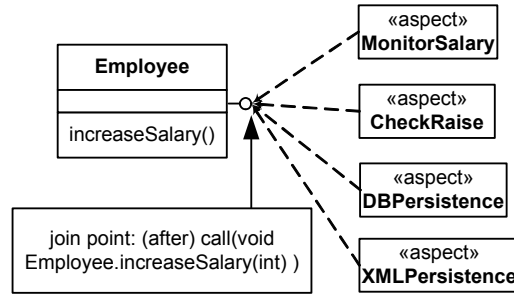 «aspect»
MonitorSalary
Employee
increaseSalary()
«aspect»
CheckRaise
«aspect»
DBPersistence
«aspect»
XMLPersistence
join point: (after) call(void
Employee.increaseSalary(int) )